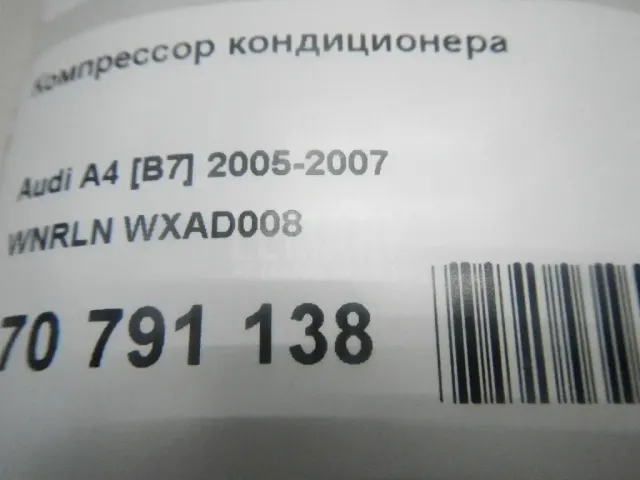 Компрессор кондиционера
Audi A4 [B7] 2005-2007
WNRLN WXAD008
70 791 138